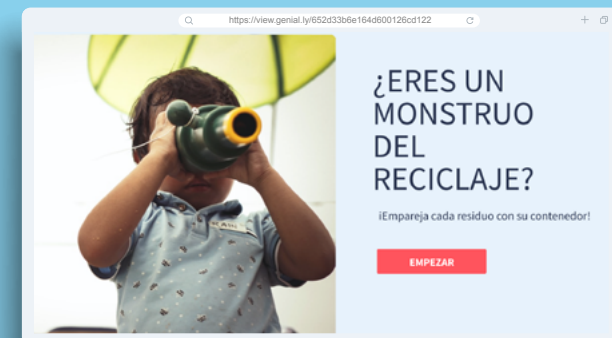 https://view.genial.ly/652d33b6e164d600126cd122
¿ERES UN
MONSTRUO
DEL
RECICLAJE?
¡Empareja cada residuo con su contenedor!
EMPEZAR